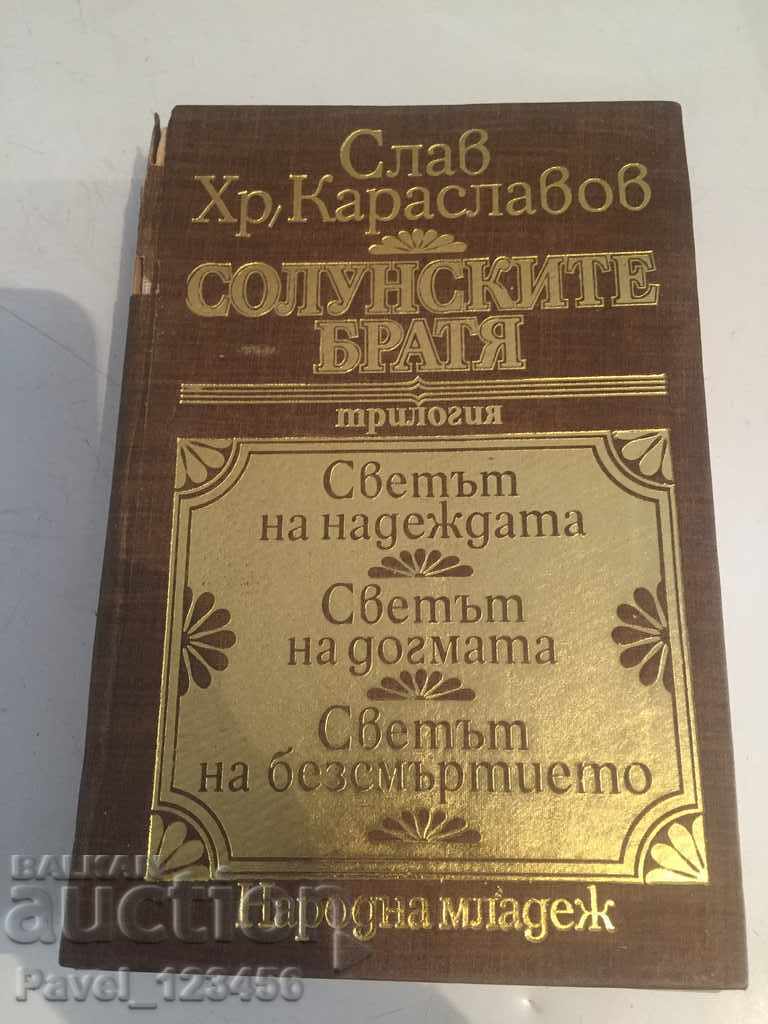 Слав
Хр, Караславов
СОЛУНСКИТЕ
БРАТЯ
трилогия
Светът
на надеждата
Светът
на догмата
Светът
на безсмъртието
Народна младеж
BALKAN
auction
Pavel_123456